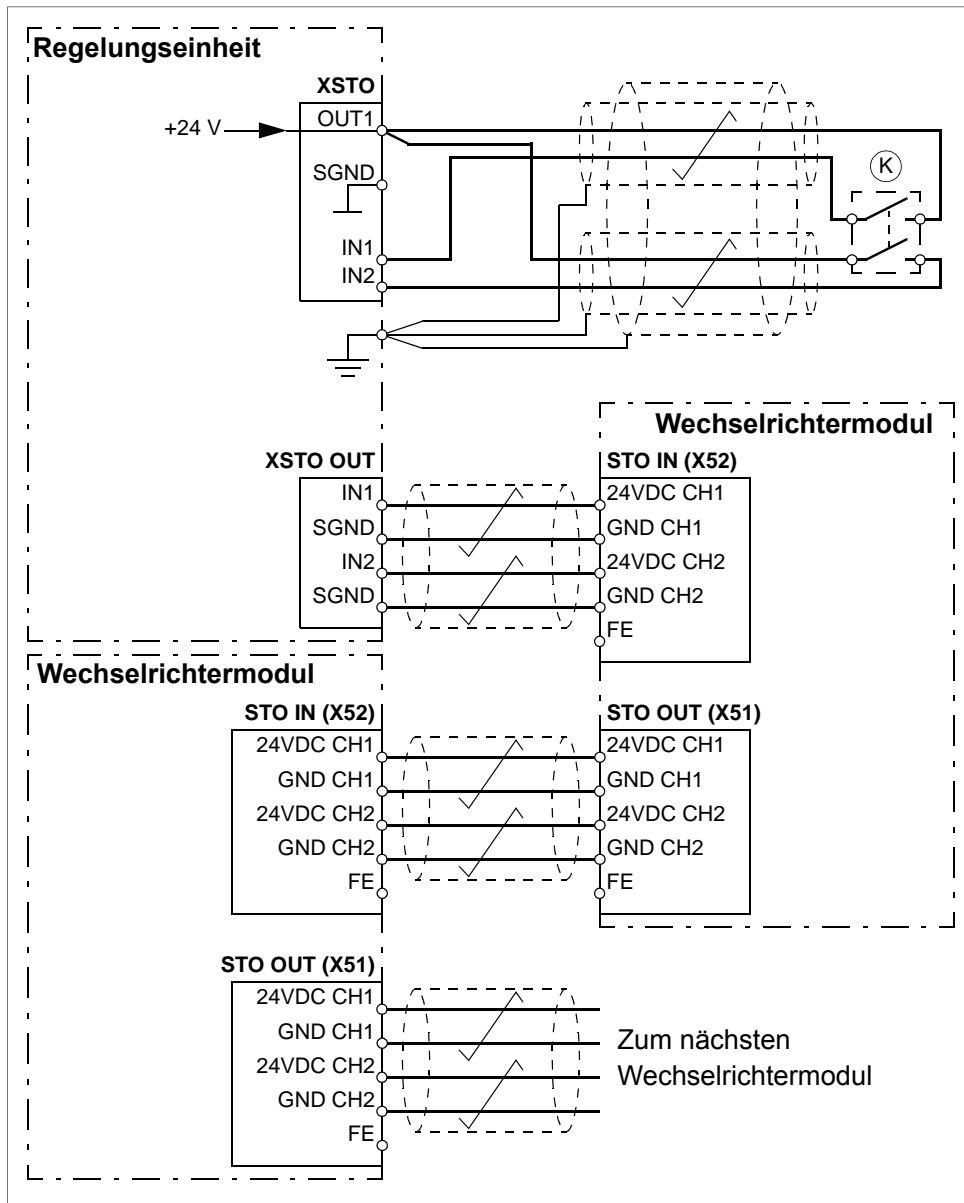 Regelungseinheit
XSTO
+24 V
OUT1
SGND
IN1
IN2
K
Wechselrichtermodul
XSTO OUT
IN1
SGND
IN2
SGND
STO IN (X52)
24VDC CH1
GND CH1
24VDC CH2
GND CH2
FE
Wechselrichtermodul
STO IN (X52)
24VDC CH1
GND CH1
24VDC CH2
GND CH2
FE
STO OUT (X51)
24VDC CH1
GND CH1
24VDC CH2
GND CH2
FE
STO OUT (X51)
24VDC CH1
GND CH1
24VDC CH2
GND CH2
FE
Zum nächsten
Wechselrichtermodul